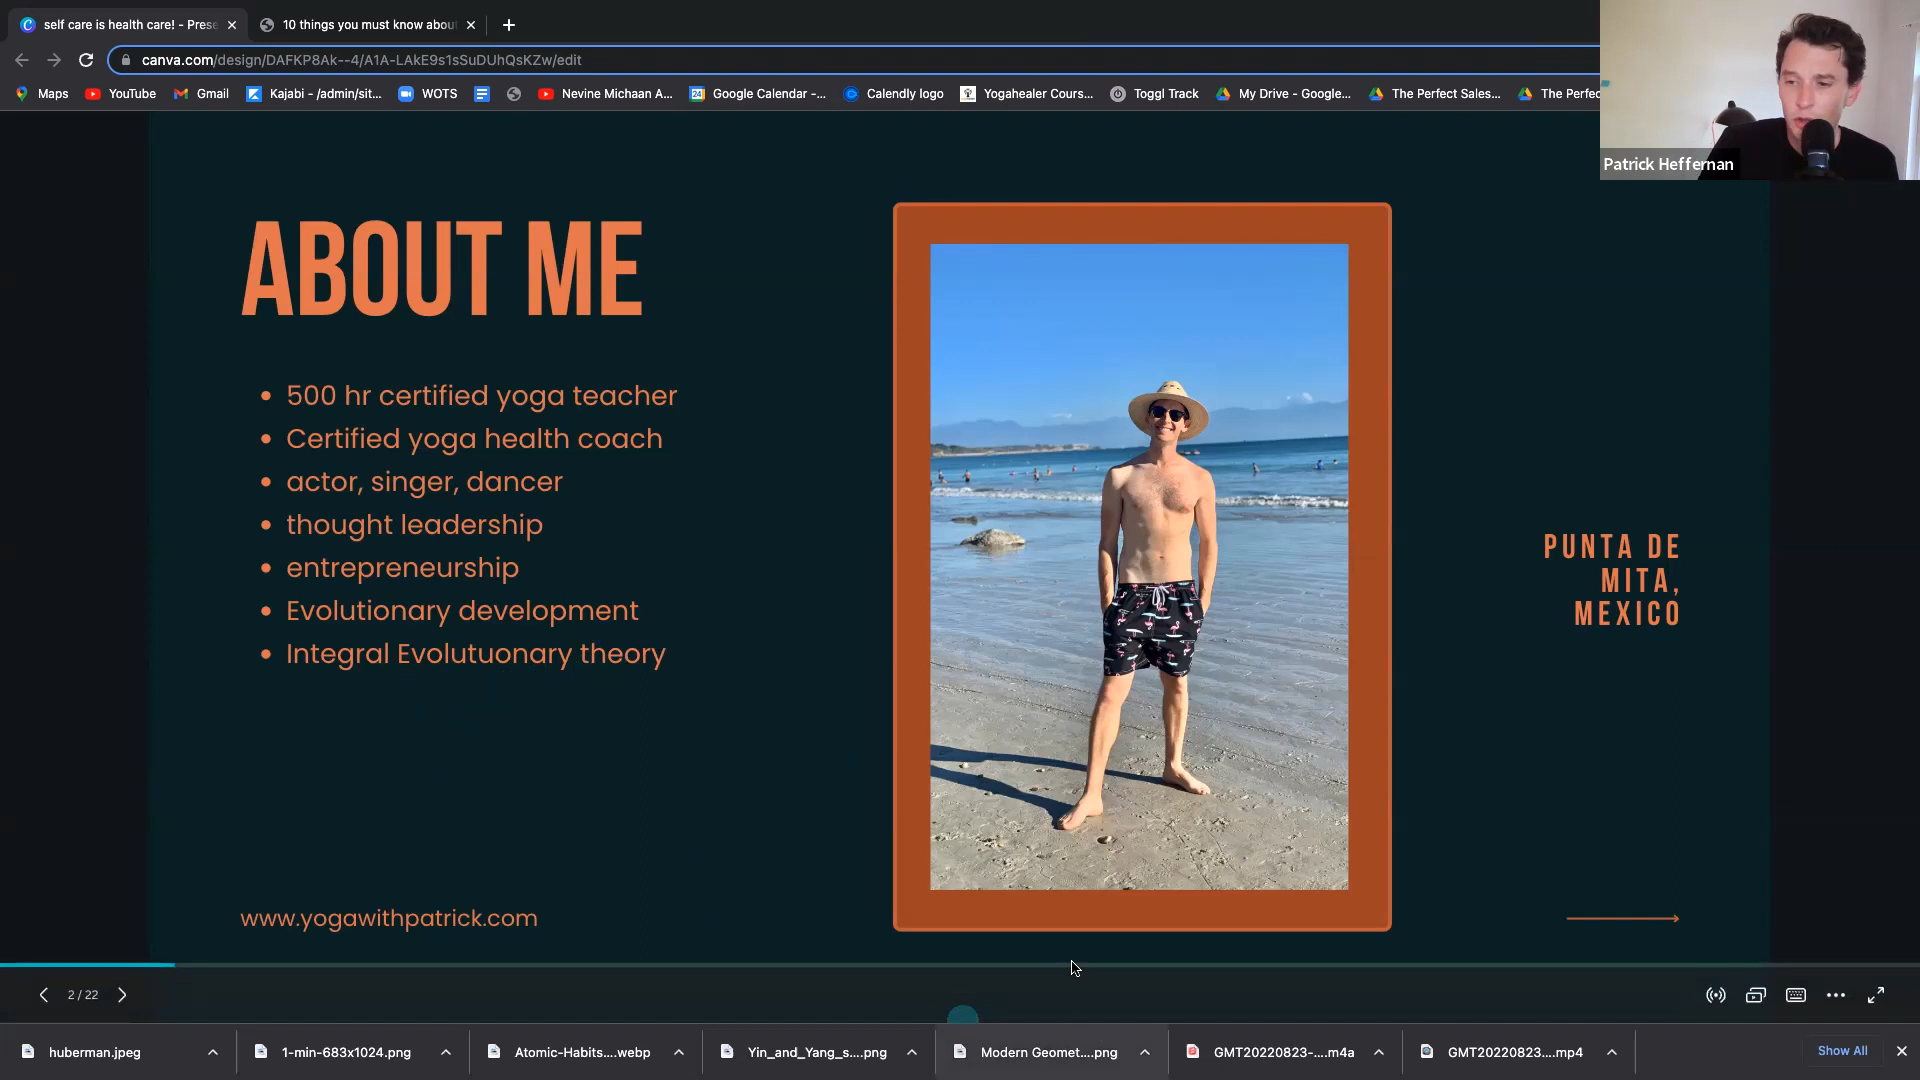 self care is health care! - Prese
10 things you must know abou
canva.com/design/DAFKP8Ak--4/A1A-LAkE9s1sSuDUhQsKZw/edit
Maps
YouTube
Gmail
Kajabi - /admin/sit...
WOTS
Nevine Michaan A...
24
Google Calendar -...
Calendly logo
Yogahealer Cours...
Toggl Track
My Drive - Google...
The Perfect Sales...
The Perfec
Patrick Heffernan
ABOUT ME
• 500 hr certified yoga teacher
• Certified yoga health coach
• actor, singer, dancer
• thought leadership
• entrepreneurship
• Evolutionary development
• Integral Evolutuonary theory
PUNTA DE
MITA,
MEXICO
www.yogawithpatrick.com
2 / 22
huberman.jpeg
1-min-683x1024.png
Atomic-Habits....webp
Yin_and_Yang_s....png
Modern Geomet....png
GMT20220823-....m4a
GMT20220823....mp4
Show All